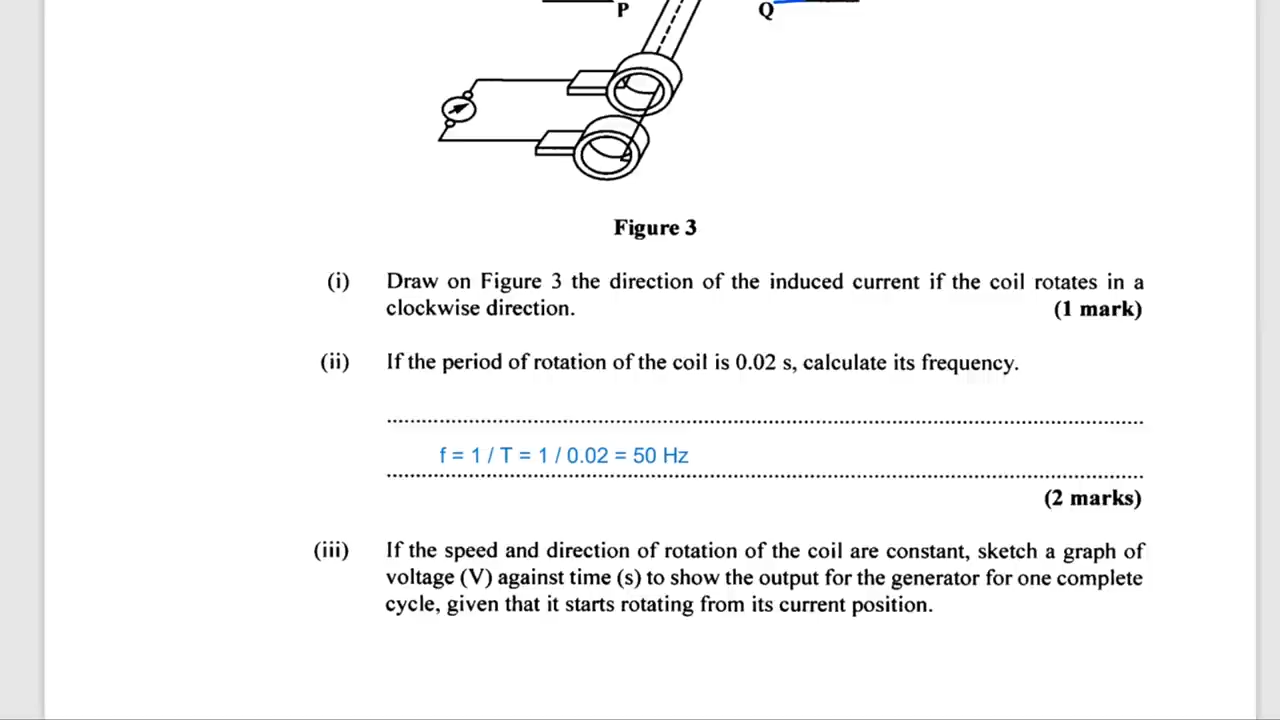 P Q
Figure 3
(i) Draw on Figure 3 the direction of the induced current if the coil rotates in a
clockwise direction. (1 mark)
(ii) If the period of rotation of the coil is 0.02 s, calculate its frequency.
f = 1 / T = 1 / 0.02 = 50 Hz
(2 marks)
(iii) If the speed and direction of rotation of the coil are constant, sketch a graph of
voltage (V) against time (s) to show the output for the generator for one complete
cycle, given that it starts rotating from its current position.